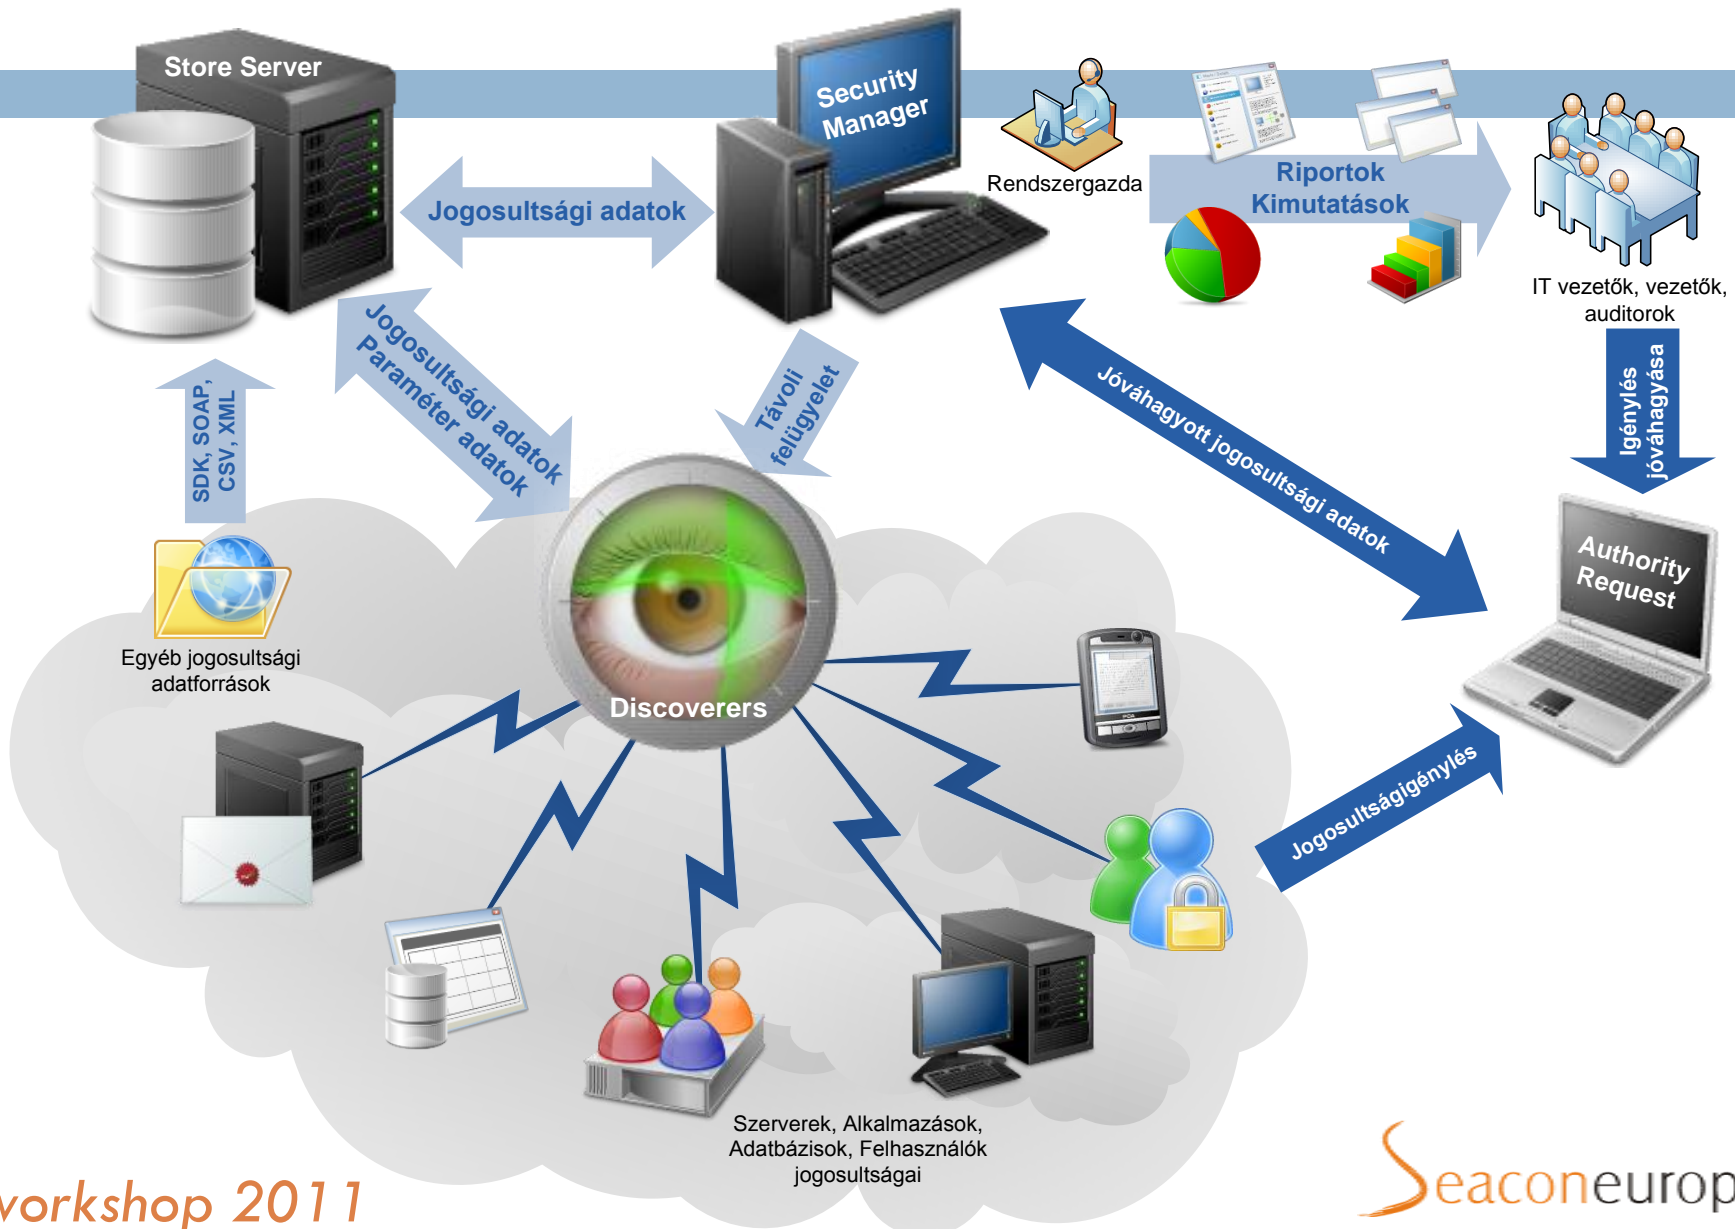 Store Server
Security
Manager
Rendszergazda
Riportok
Kimutatások
IT vezetők, vezetők,
auditorok
Jogosultsági adatok
Jogosultsági adatok
Paraméter adatok
Távoli
felügyelet
SDK, SOAP,
CSV, XML
Jóváhagyott jogosultsági adatok
Igénylés
jóváhagyása
Authority
Request
Egyéb jogosultsági
adatforrások
Discoverers
Jogosultságigénylés
Szerverek, Alkalmazások,
Adatbázisok, Felhasználók
jogosultságai
workshop 2011
Seaconeurop